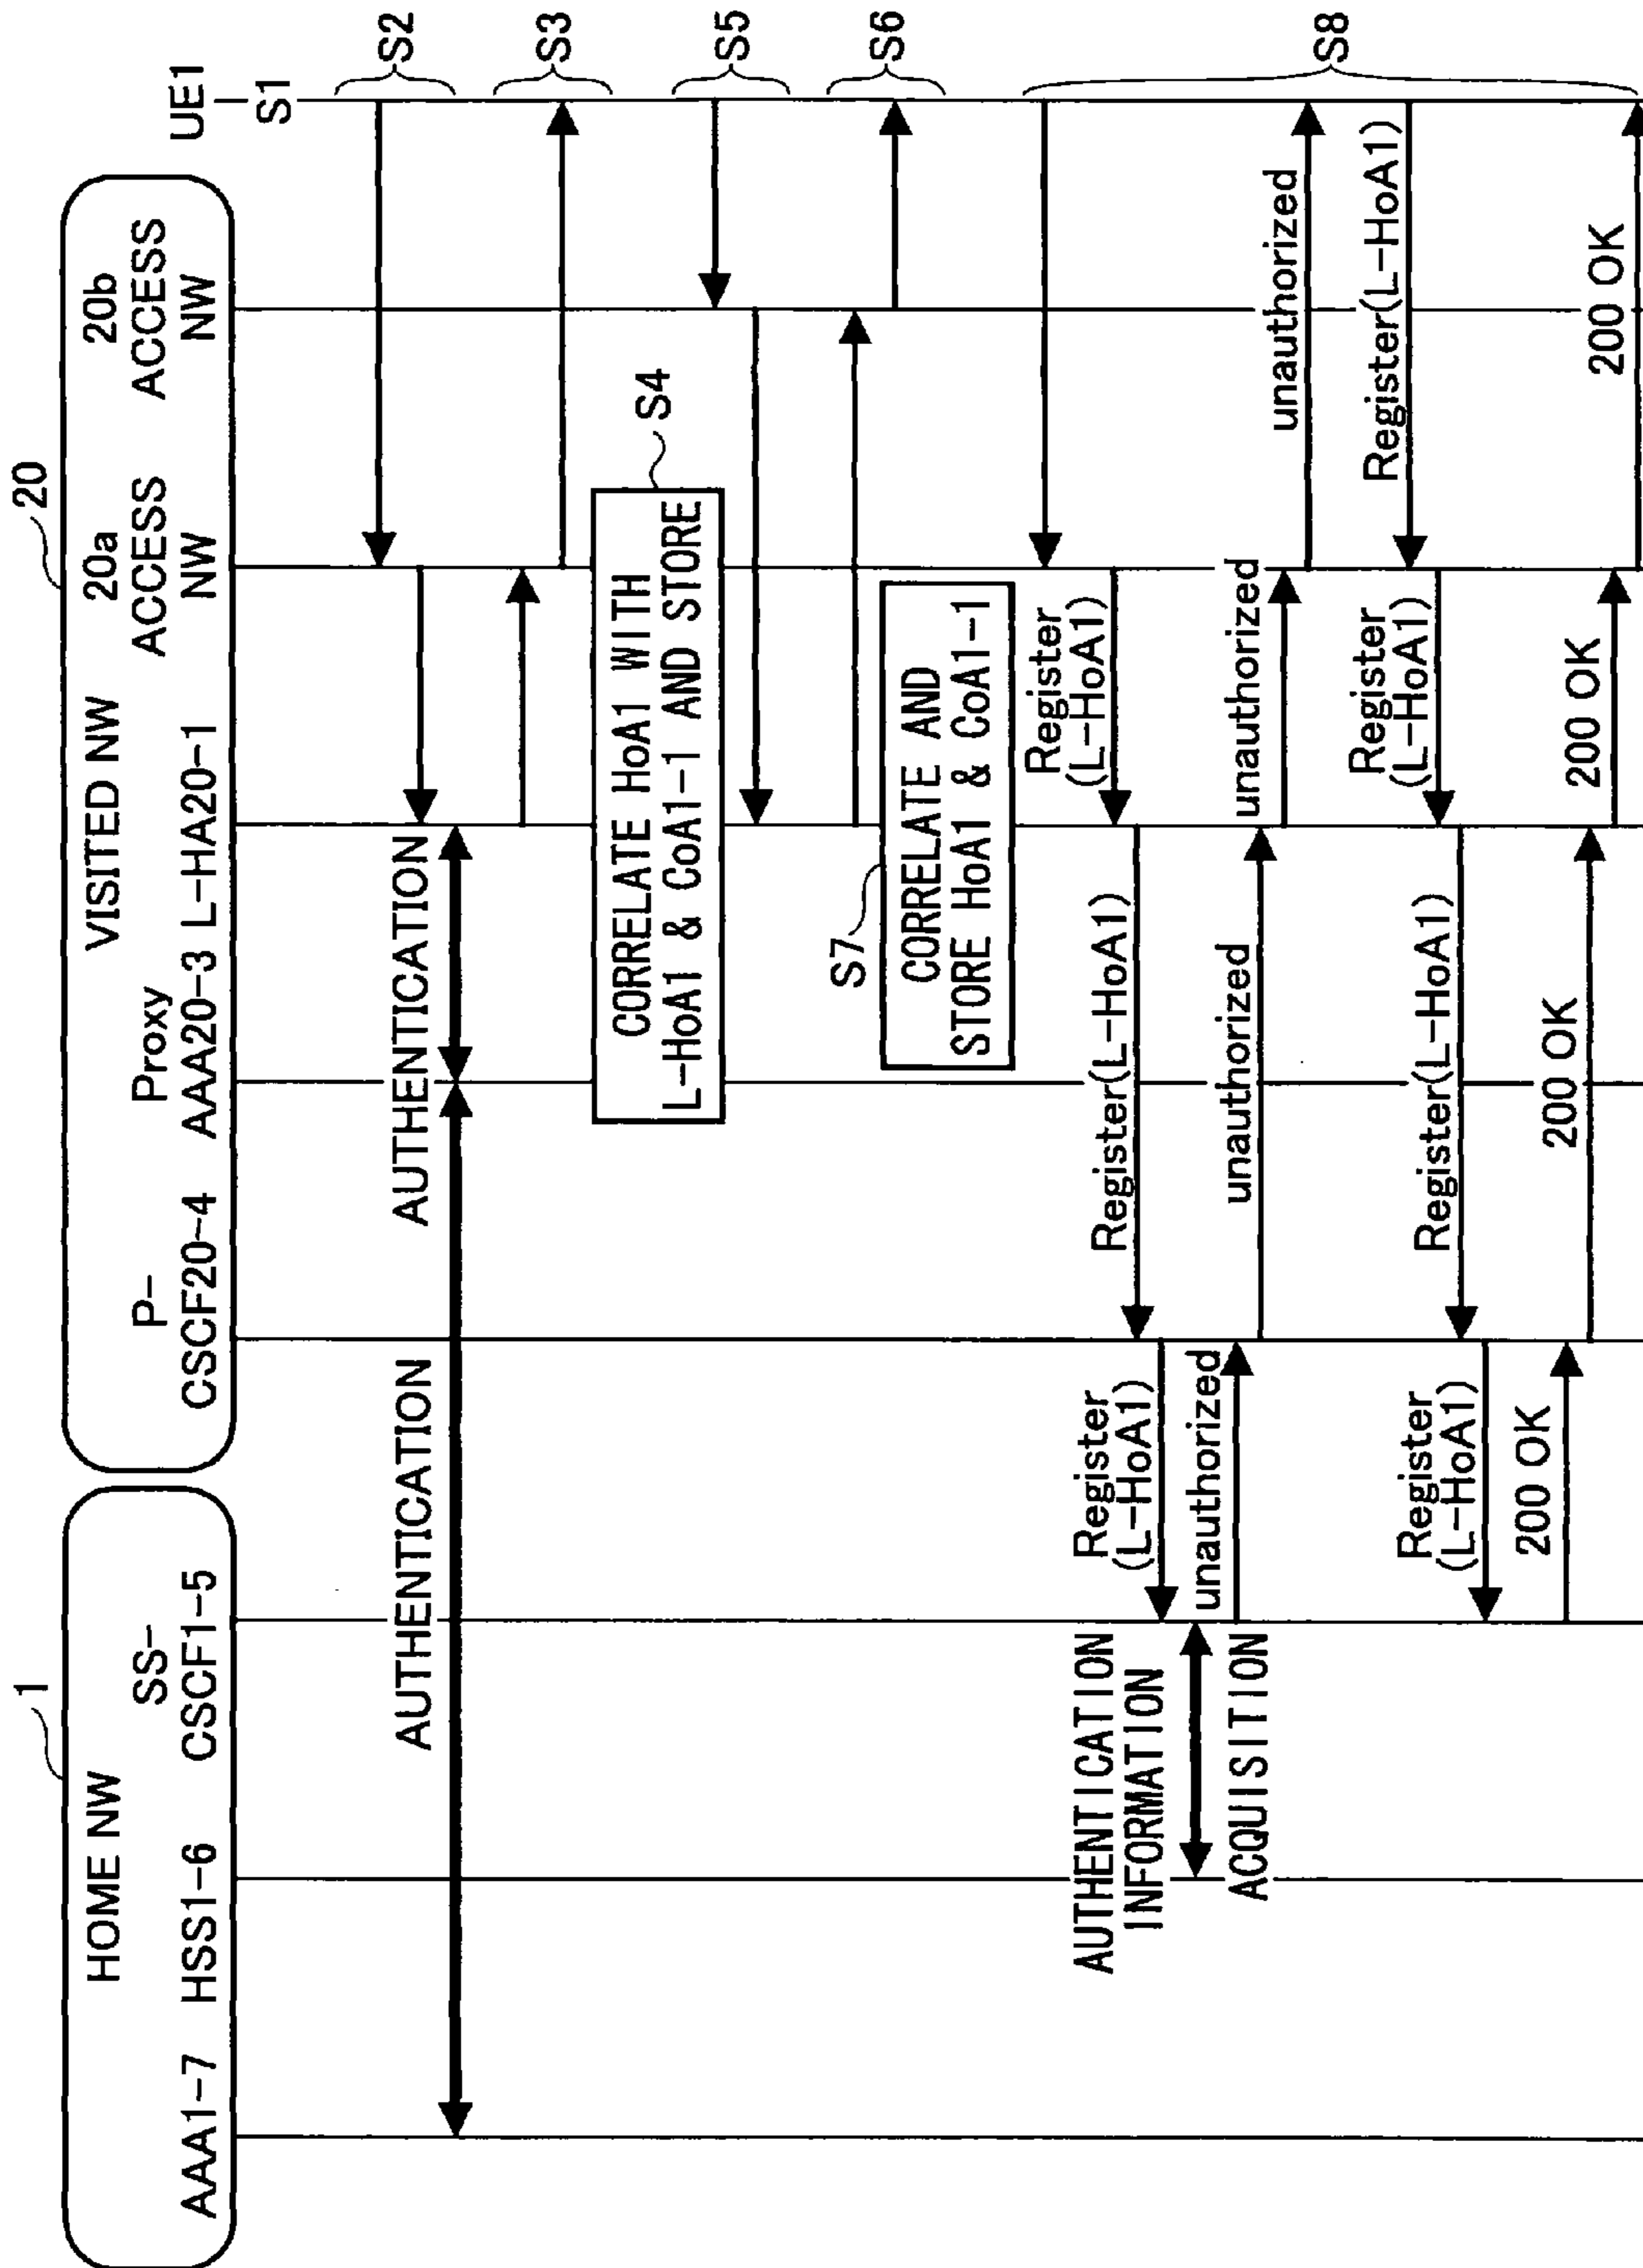 1
HOME NW
AAA1-7
HSS1-6
SS-
CSCF1-5
20
VISITED NW
P-
CSCF20-4
Proxy
AAA20-3
L-HA20-1
20a
ACCESS
NW
20b
ACCESS
NW
UE1
S1
S2
AUTHENTICATION
AUTHENTICATION
S3
CORRELATE HoA1 WITH
L-HoA1 & CoA1-1 AND STORE
S4
S5
S6
S7
CORRELATE AND
STORE HoA1 & CoA1-1
S8
Register
(L-HoA1)
Register(L-HoA1)
Register
(L-HoA1)
AUTHENTICATION
INFORMATION
ACQUISITION
unauthorized
unauthorized
unauthorized
unauthorized
Register(L-HoA1)
Register
(L-HoA1)
Register(L-HoA1)
Register
(L-HoA1)
200 OK
200 OK
200 OK
200 OK